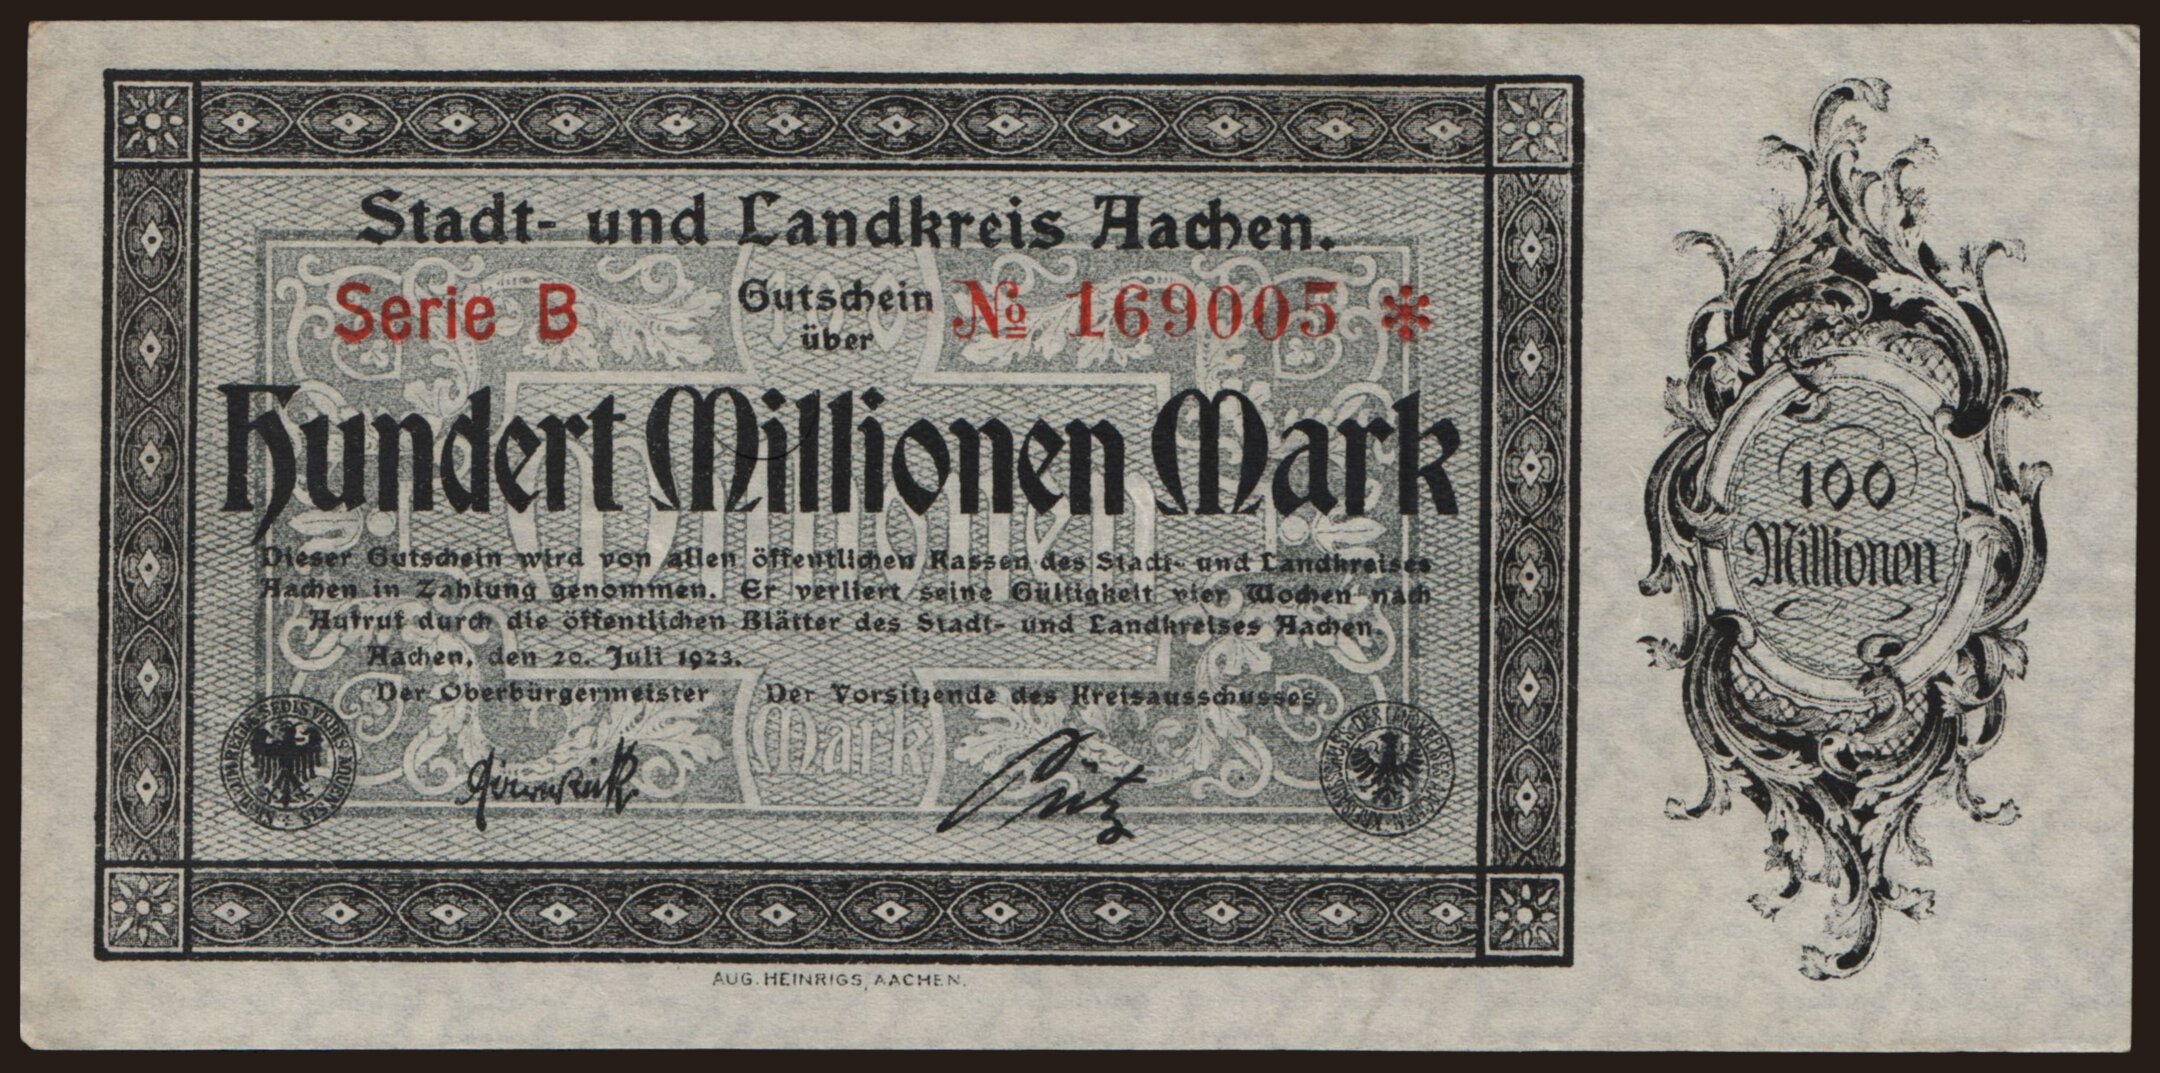 Stadt- und Landkreis Aachen.
Serie B
Gutschein
über
№ 169005 *
Hundert Millionen Mark
Dieser Gutschein wird von allen öffentlichen Kassen des Stadt- und Landkreises
Aachen in Zahlung genommen. Er verliert seine Gültigkeit vier Wochen nach
Aufruf durch die öffentlichen Blätter des Stadt- und Landkreises Aachen.
Aachen, den 20. Juli 1923.
Der Oberbürgermeister
Der Vorsitzende des Kreisausschusses
Mark
AUG. HEINRIGS, AACHEN.
100
Millionen